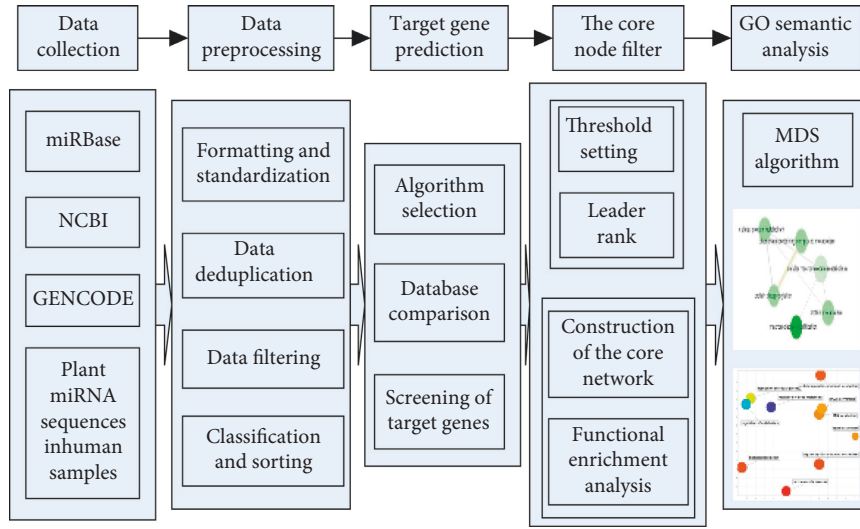 Data
collection
Data
preprocessing
Target gene
prediction
The core
node filter
GO semantic
analysis
miRBase
NCBI
GENCODE
Plant
miRNA
sequences
inhuman
samples
Formatting and
standardization
Data
deduplication
Data filtering
Classification
and sorting
Algorithm
selection
Database
comparison
Screening of
target genes
Threshold
setting
Leader
rank
Construction
of the core
network
Functional
enrichment
analysis
MDS
algorithm